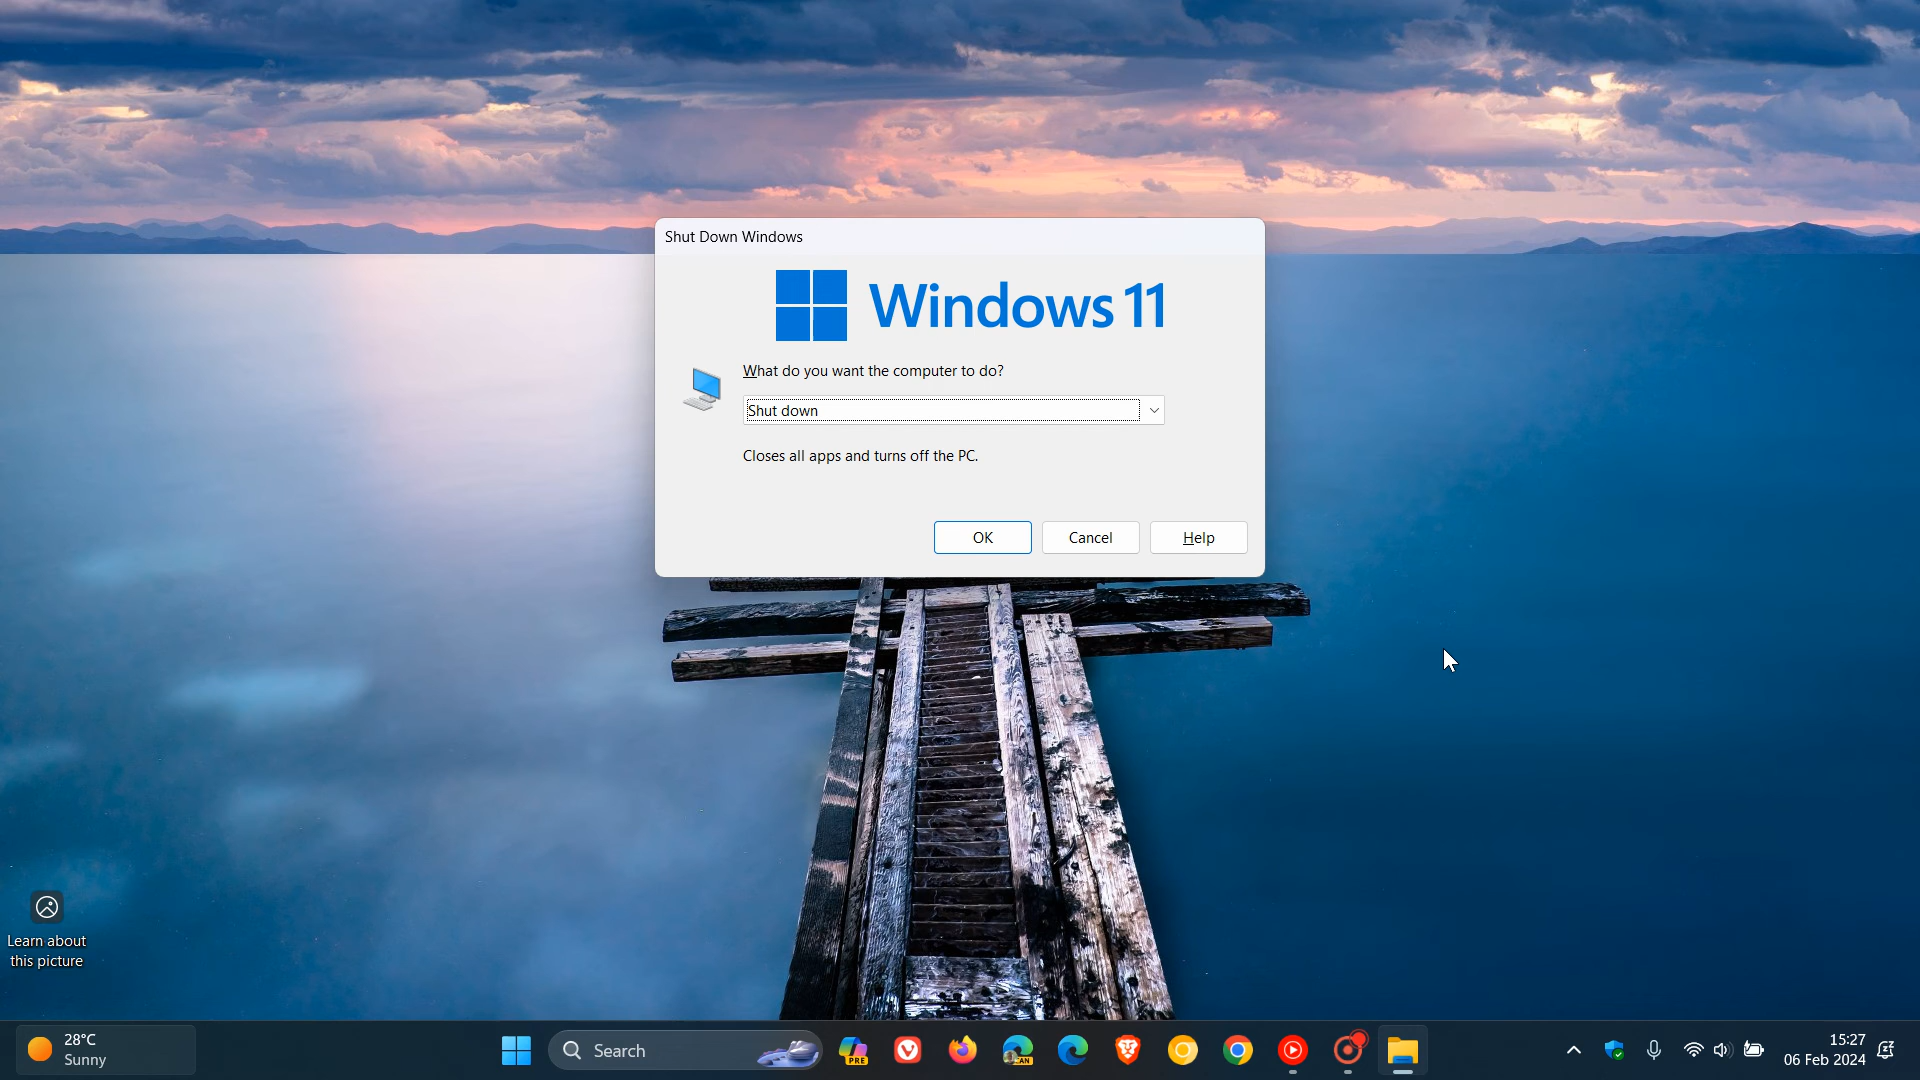 Shut Down Windows
Windows 11
What do you want the computer to do?
Shut down
Closes all apps and turns off the PC.
OK
Cancel
Help
Learn about
this picture
28°C
Sunny
Search
PRE
CAN
15:27
06 Feb 2024